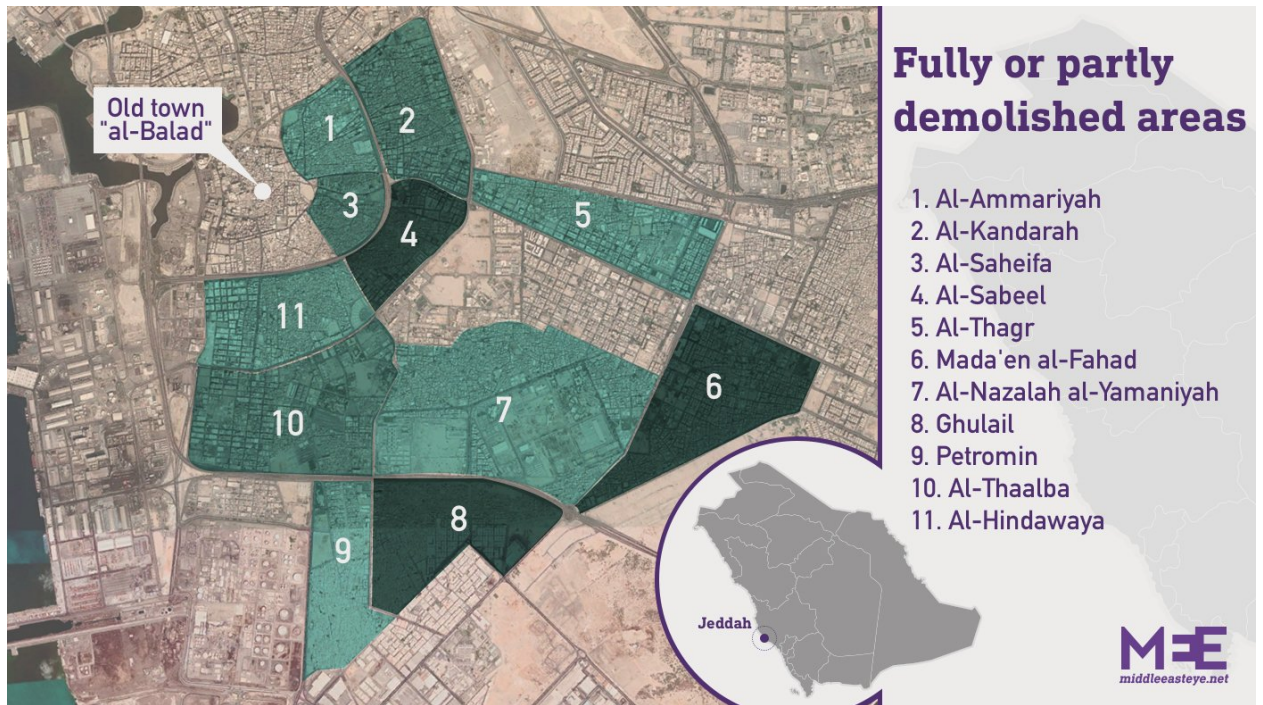 Old town
"al-Balad"
1
2
3
4
5
6
7
8
9
10
11
Jeddah
Fully or partly
demolished areas
1. Al-Ammariyah
2. Al-Kandarah
3. Al-Saheifa
4. Al-Sabeel
5. Al-Thagr
6. Mada'en al-Fahad
7. Al-Nazalah al-Yamaniyah
8. Ghulail
9. Petromin
10. Al-Thaalba
11. Al-Hindawaya
MEE
middleeasteye.net